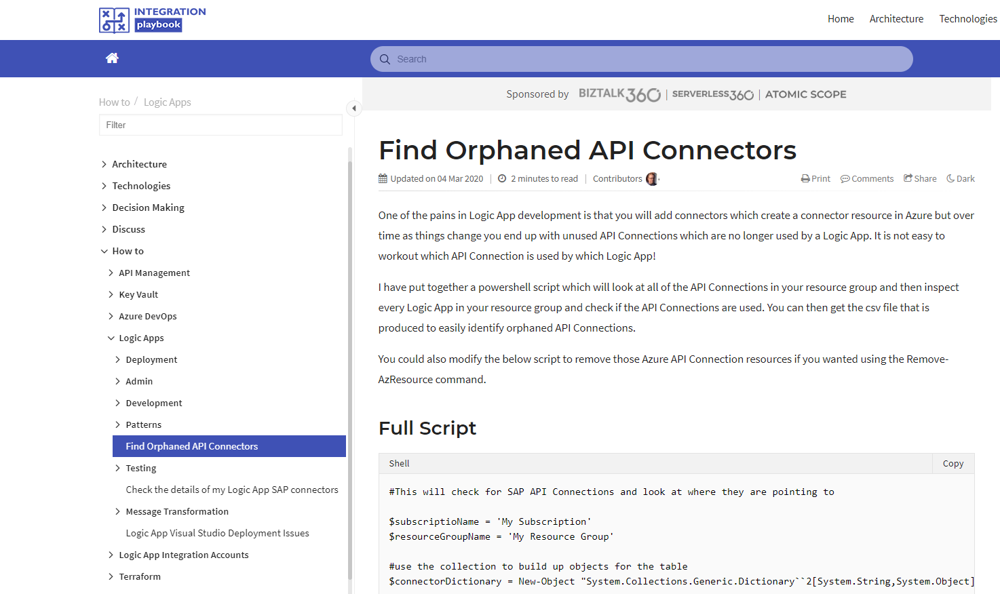 INTEGRATION
playbook
Home Architecture Technologies
Search
Sponsored by BIZTALK360 | SERVERLESS360 | ATOMIC SCOPE
How to / Logic Apps
Filter
Architecture
Technologies
Decision Making
Discuss
How to
API Management
Key Vault
Azure DevOps
Logic Apps
Deployment
Admin
Development
Patterns
Find Orphaned API Connectors
Testing
Check the details of my Logic App SAP connectors
Message Transformation
Logic App Visual Studio Deployment Issues
Logic App Integration Accounts
Terraform
Find Orphaned API Connectors
Updated on 04 Mar 2020 | 2 minutes to read | Contributors
Print Comments Share Dark
One of the pains in Logic App development is that you will add connectors which create a connector resource in Azure but over
time as things change you end up with unused API Connections which are no longer used by a Logic App. It is not easy to
workout which API Connection is used by which Logic App!
I have put together a powershell script which will look at all of the API Connections in your resource group and then inspect
every Logic App in your resource group and check if the API Connections are used. You can then get the csv file that is
produced to easily identify orphaned API Connections.
You could also modify the below script to remove those Azure API Connection resources if you wanted using the Remove-
AzResource command.
Full Script
Shell Copy
#This will check for SAP API Connections and look at where they are pointing to
$subscriptioName = 'My Subscription'
$resourceGroupName = 'My Resource Group'
#use the collection to build up objects for the table
$connectorDictionary = New-Object "System.Collections.Generic.Dictionary``2[System.String,System.Object]